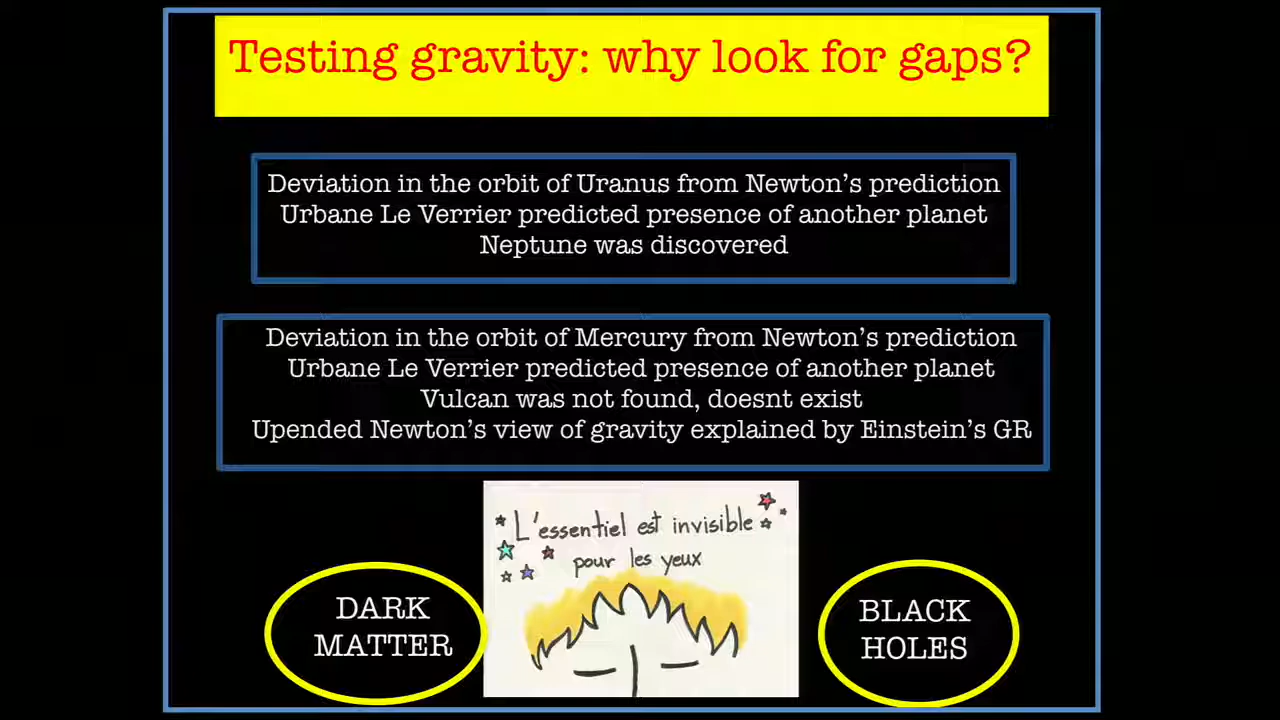 Testing gravity: why look for gaps?
Deviation in the orbit of Uranus from Newton's prediction
Urbane Le Verrier predicted presence of another planet
Neptune was discovered
Deviation in the orbit of Mercury from Newton's prediction
Urbane Le Verrier predicted presence of another planet
Vulcan was not found, doesnt exist
Upended Newton's view of gravity explained by Einstein's GR
L'essentiel est invisible
pour les yeux
DARK
MATTER
BLACK
HOLES